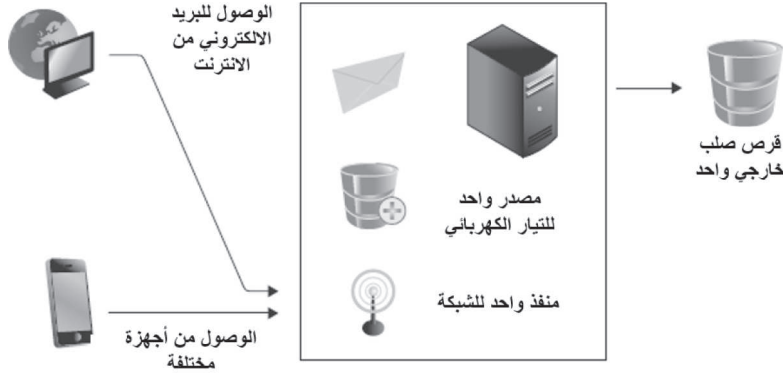 الوصول للبريد
الالكتروني من
الانترنت
قرص صلب
خارجي واحد
مصدر واحد
للتيار الكهربائي
منفذ واحد للشبكة
الوصول من أجهزة
مختلفة